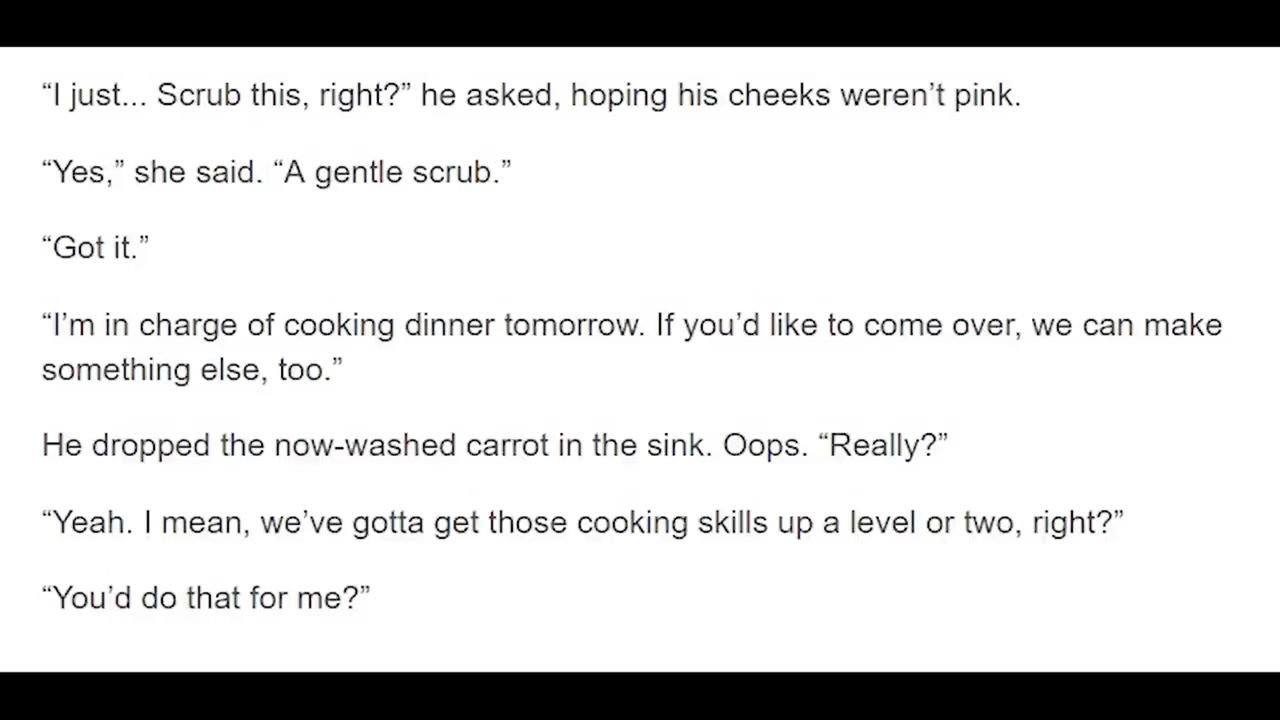 “I just... Scrub this, right?” he asked, hoping his cheeks weren’t pink.
“Yes,” she said. “A gentle scrub.”
“Got it.”
“I’m in charge of cooking dinner tomorrow. If you’d like to come over, we can make
something else, too.”
He dropped the now-washed carrot in the sink. Oops. “Really?”
“Yeah. I mean, we’ve gotta get those cooking skills up a level or two, right?”
“You’d do that for me?”